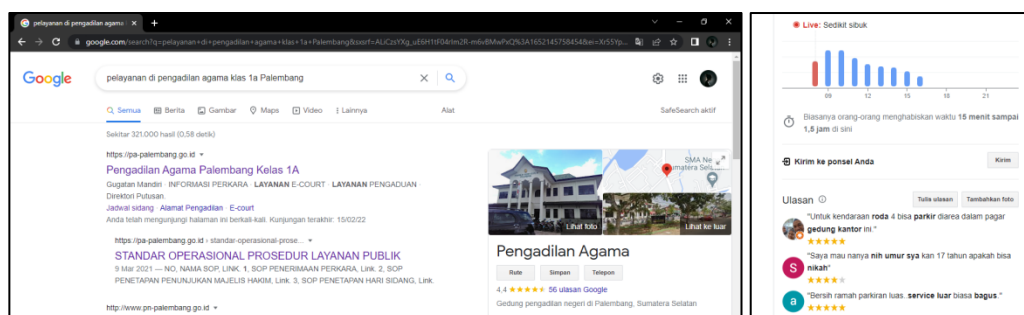 pelayanan di pengadilan agama
google.com/search?q=pelayanan+di+pengadilan+agama+klas+1a+Palembang&sxsrf=
Google
pelayanan di pengadilan agama klas 1a Palembang
Semua Berita Gambar Maps Video Lainnya Alat SafeSearch aktif
Sekitar 321.000 hasil (0,58 detik)
https://pa-palembang.go.id
Pengadilan Agama Palembang Kelas 1A
Gugatan Mandiri · INFORMASI PERKARA · LAYANAN E-COURT · LAYANAN PENGADUAN ·
Direktori Putusan.
Jadwal sidang · Alamat Pengadilan · E-court
Anda telah mengunjungi halaman ini berkali-kali. Kunjungan terakhir: 15/02/22
https://pa-palembang.go.id › standar-operasional-prose...
STANDAR OPERASIONAL PROSEDUR LAYANAN PUBLIK
9 Mar 2021 — NO, NAMA SOP, LINK. 1, SOP PENERIMAAN PERKARA, Link. 2, SOP
PENETAPAN PENUNJUKAN MAJELIS HAKIM, Link. 3, SOP PENETAPAN HARI SIDANG, Link.
http://www.pn-palembang.go.id
SMA Ne
umatera Sela
Lihat foto
Lihat ke luar
Pengadilan Agama
Rute Simpan Telepon
4,4 56 ulasan Google
Gedung pengadilan negeri di Palembang, Sumatera Selatan
Live: Sedikit sibuk
09 12 15 18 21
Biasanya orang-orang menghabiskan waktu 15 menit sampai
1,5 jam di sini
Kirim ke ponsel Anda Kirim
Ulasan Tulis ulasan Tambahkan foto
"Untuk kendaraan roda 4 bisa parkir diarea dalam pagar
gedung kantor ini."
S
"Saya mau nanya nih umur sya kan 17 tahun apakah bisa
nikah"
a
"Bersih ramah parkiran luas..service luar biasa bagus."